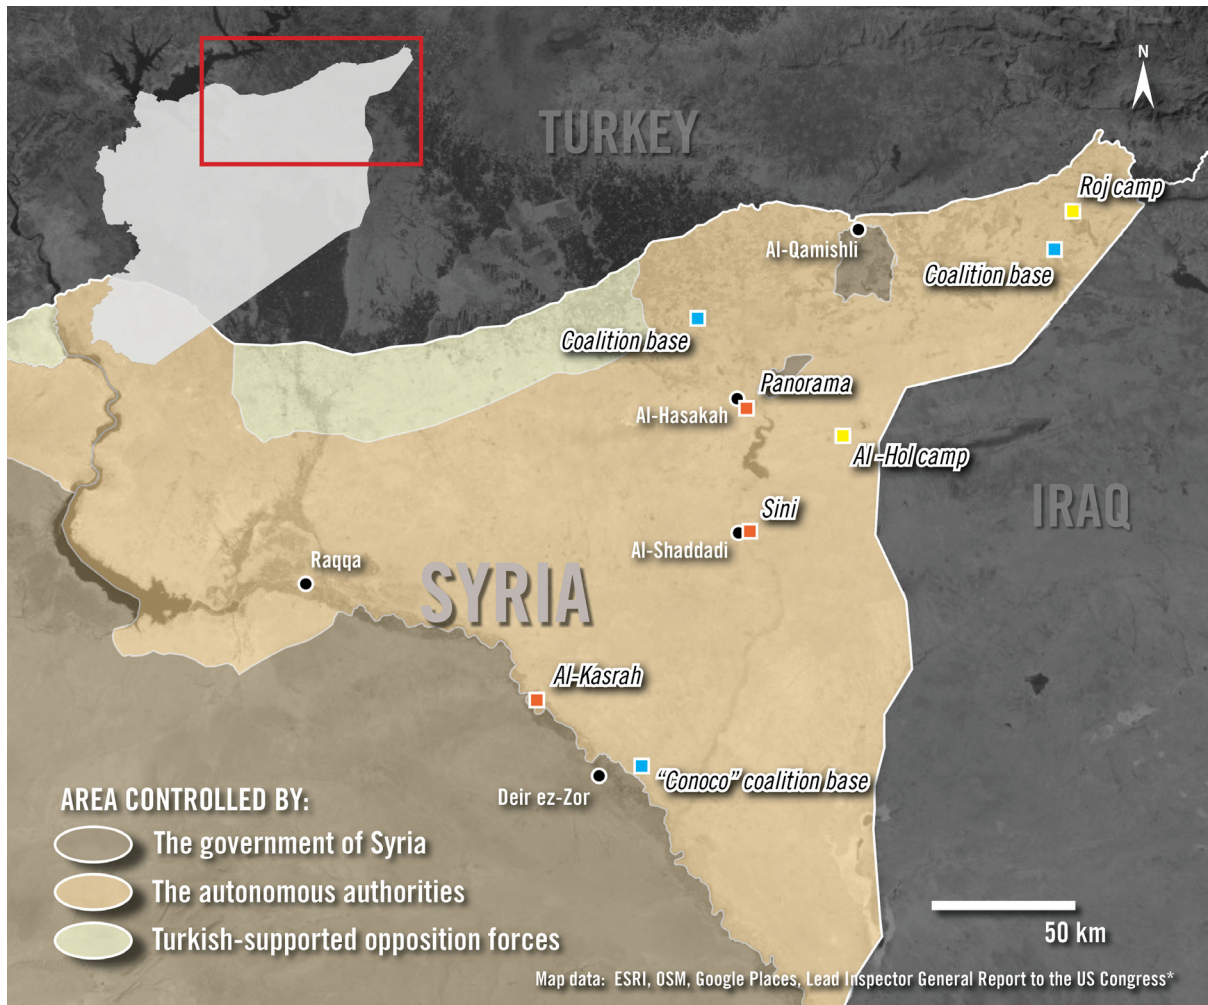 N
TURKEY
Roj camp
Al-Qamishli
Coalition base
Coalition base
Panorama
Al-Hasakah
Al-Hol camp
IRAQ
Sini
Al-Shaddadi
Raqqa
SYRIA
Al-Kasrah
"Conoco" coalition base
Deir ez-Zor
AREA CONTROLLED BY:
The government of Syria
The autonomous authorities
Turkish-supported opposition forces
50 km
Map data: ESRI, OSM, Google Places, Lead Inspector General Report to the US Congress*